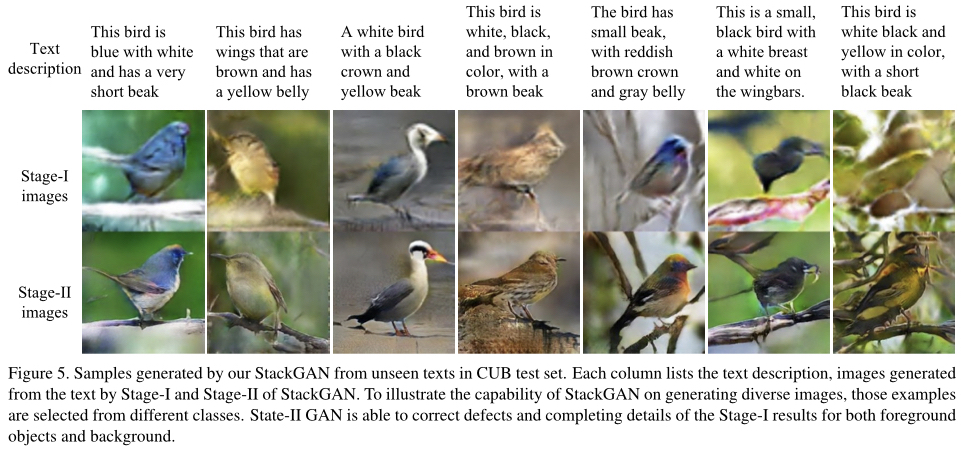 Text
description
This bird is
blue with white
and has a very
short beak
This bird has
wings that are
brown and has
a yellow belly
A white bird
with a black
crown and
yellow beak
This bird is
white, black,
and brown in
color, with a
brown beak
The bird has
small beak,
with reddish
brown crown
and gray belly
This is a small,
black bird with
a white breast
and white on
the wingbars.
This bird is
white black and
yellow in color,
with a short
black beak
Stage-I
images
Stage-II
images
Figure 5. Samples generated by our StackGAN from unseen texts in CUB test set. Each column lists the text description, images generated
from the text by Stage-I and Stage-II of StackGAN. To illustrate the capability of StackGAN on generating diverse images, those examples
are selected from different classes. State-II GAN is able to correct defects and completing details of the Stage-I results for both foreground
objects and background.